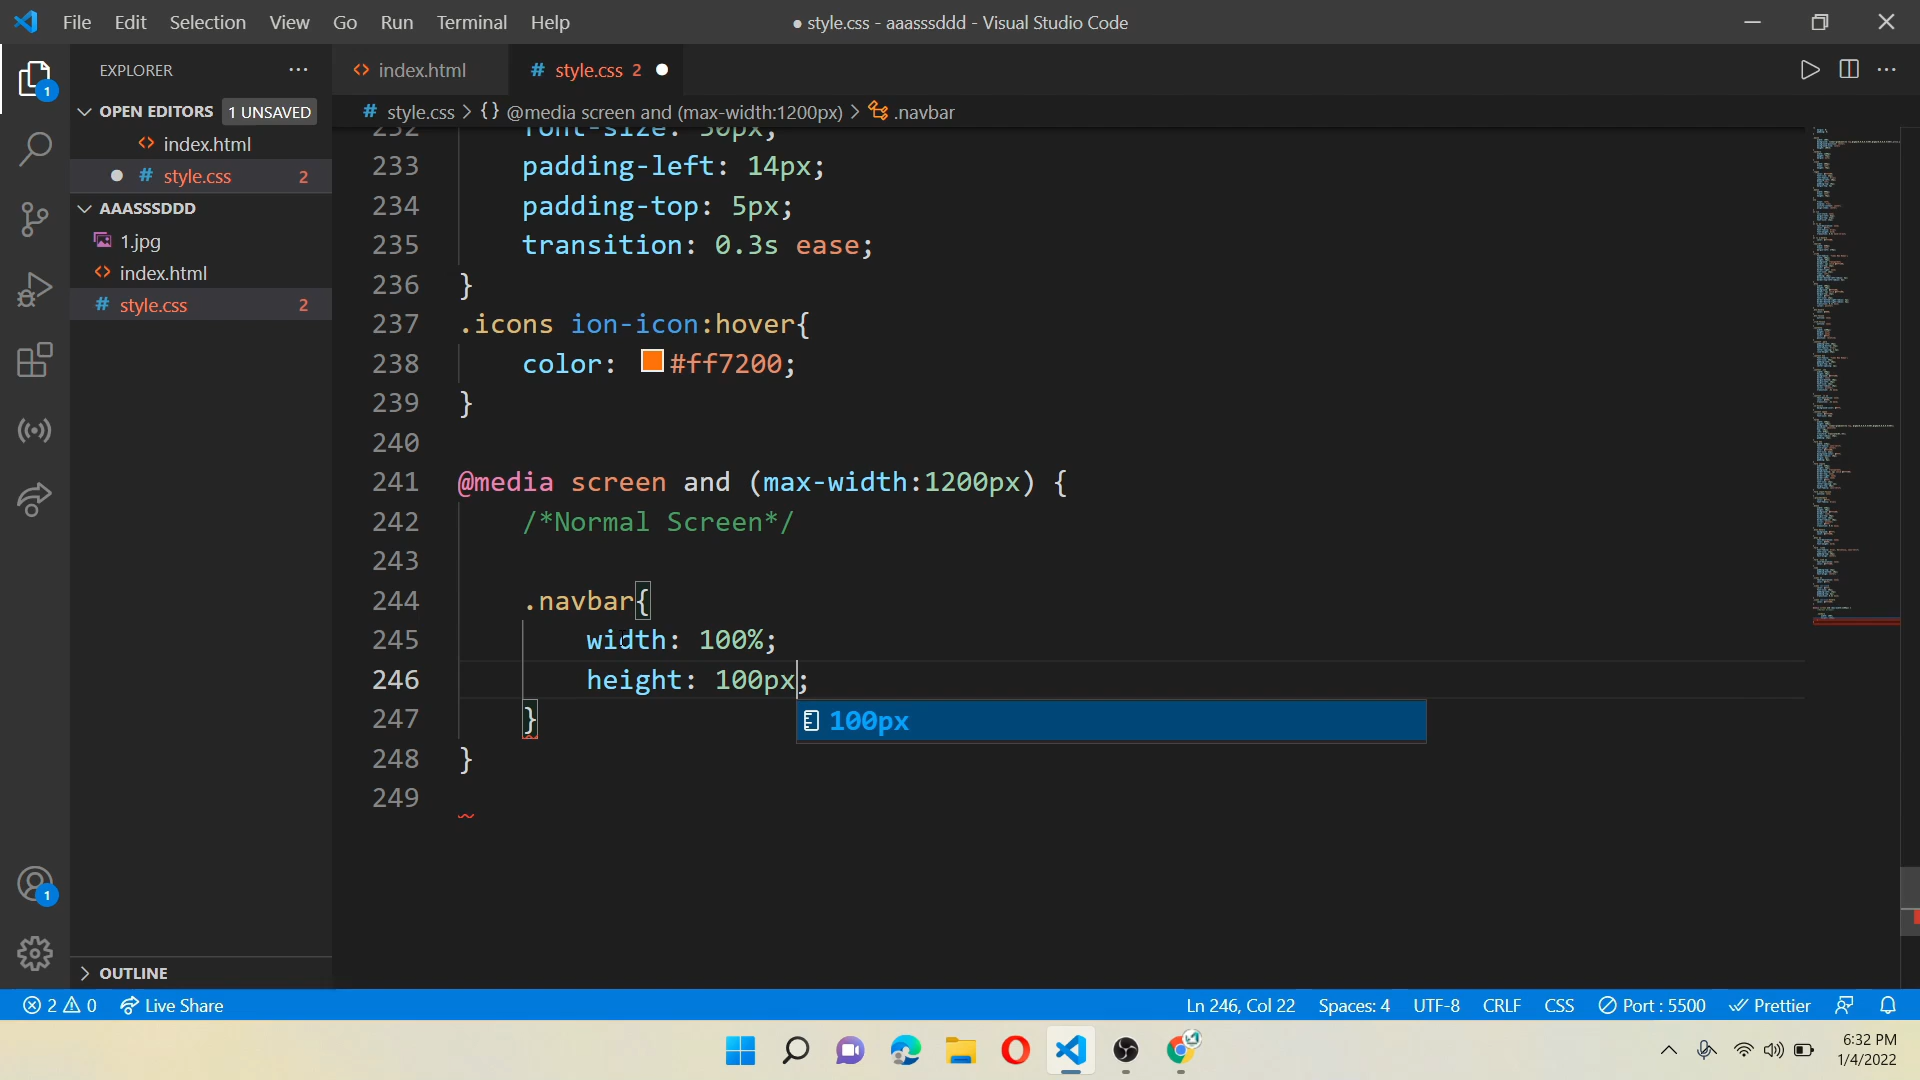 File Edit Selection View Go Run Terminal Help
● style.css - aaasssddd - Visual Studio Code
EXPLORER ···
index.html
# style.css 2 ●
OPEN EDITORS 1 UNSAVED
# style.css > {} @media screen and (max-width:1200px) > .navbar
index.html
● # style.css 2
AAASSSDDD
1.jpg
index.html
# style.css 2
232 font-size: 30px;
233 padding-left: 14px;
234 padding-top: 5px;
235 transition: 0.3s ease;
236 }
237 .icons ion-icon:hover{
238 color: #ff7200;
239 }
240
241 @media screen and (max-width:1200px) {
242 /*Normal Screen*/
243
244 .navbar{
245 width: 100%;
246 height: 100px;
247 }
100px
248 }
249
OUTLINE
1
1
2 0 Live Share
Ln 246, Col 22 Spaces: 4 UTF-8 CRLF CSS Port : 5500 Prettier
6:32 PM
1/4/2022